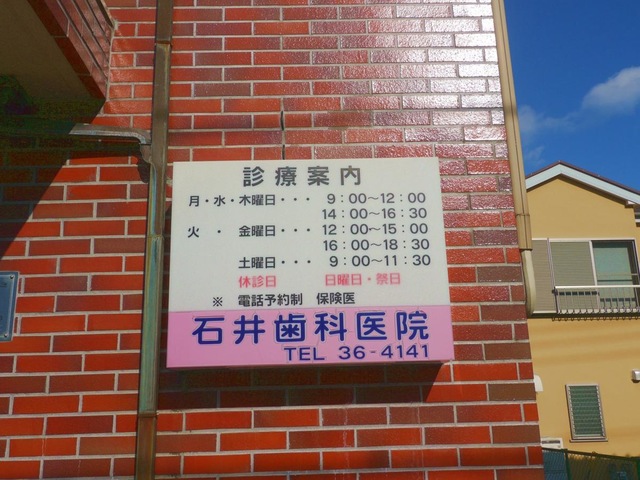 診療案内
月・水・木曜日・・・ 9：00～12：00
14：00～16：30
火 ・ 金曜日・・・ 12：00～15：00
16：00～18：30
土曜日・・・ 9：00～11：30
休診日 日曜日・祭日
※ 電話予約制 保険医
石井歯科医院
TEL 36-4141